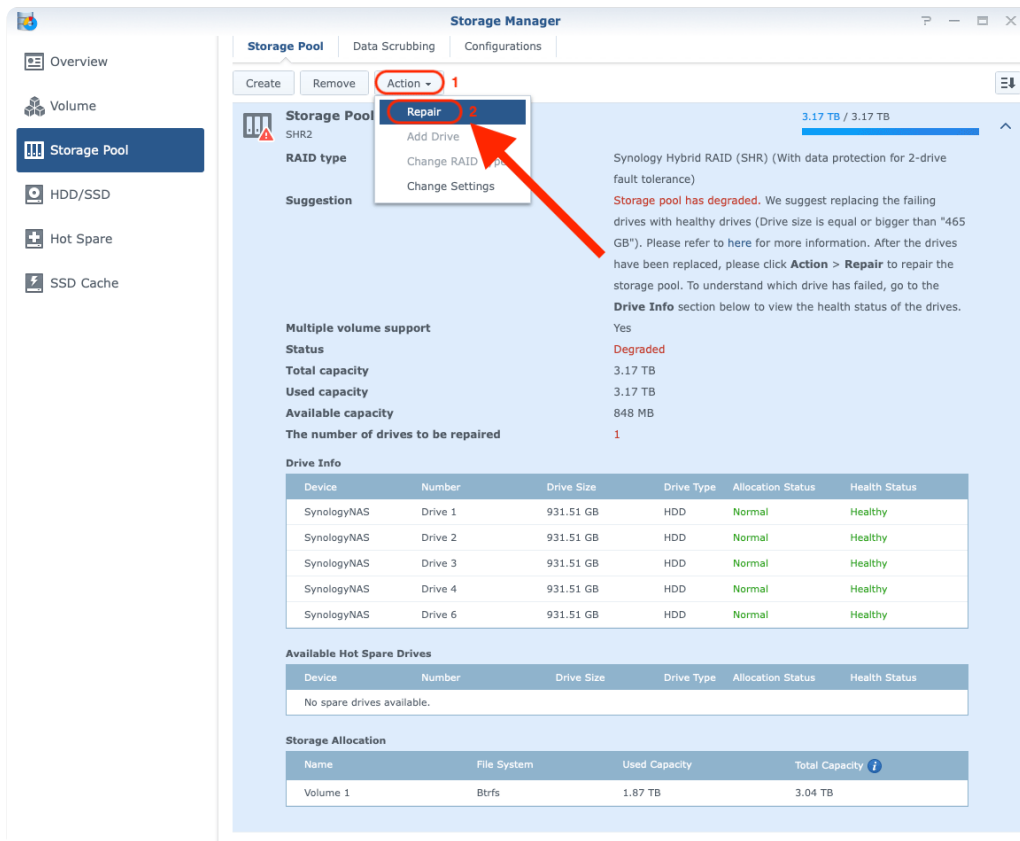 Storage Manager
Overview
Volume
Storage Pool
HDD/SSD
Hot Spare
SSD Cache
Storage Pool Data Scrubbing Configurations
Create Remove Action 1
Repair 2
Add Drive
Change RAID
Change Settings
Storage Pool
SHR2
3.17 TB / 3.17 TB
RAID type Synology Hybrid RAID (SHR) (With data protection for 2-drive
fault tolerance)
Suggestion Storage pool has degraded. We suggest replacing the failing
drives with healthy drives (Drive size is equal or bigger than "465
GB"). Please refer to here for more information. After the drives
have been replaced, please click Action > Repair to repair the
storage pool. To understand which drive has failed, go to the
Drive Info section below to view the health status of the drives.
Multiple volume support Yes
Status Degraded
Total capacity 3.17 TB
Used capacity 3.17 TB
Available capacity 848 MB
The number of drives to be repaired 1
Drive Info
Device Number Drive Size Drive Type Allocation Status Health Status
SynologyNAS Drive 1 931.51 GB HDD Normal Healthy
SynologyNAS Drive 2 931.51 GB HDD Normal Healthy
SynologyNAS Drive 3 931.51 GB HDD Normal Healthy
SynologyNAS Drive 4 931.51 GB HDD Normal Healthy
SynologyNAS Drive 6 931.51 GB HDD Normal Healthy
Available Hot Spare Drives
Device Number Drive Size Drive Type Allocation Status Health Status
No spare drives available.
Storage Allocation
Name File System Used Capacity Total Capacity i
Volume 1 Btrfs 1.87 TB 3.04 TB